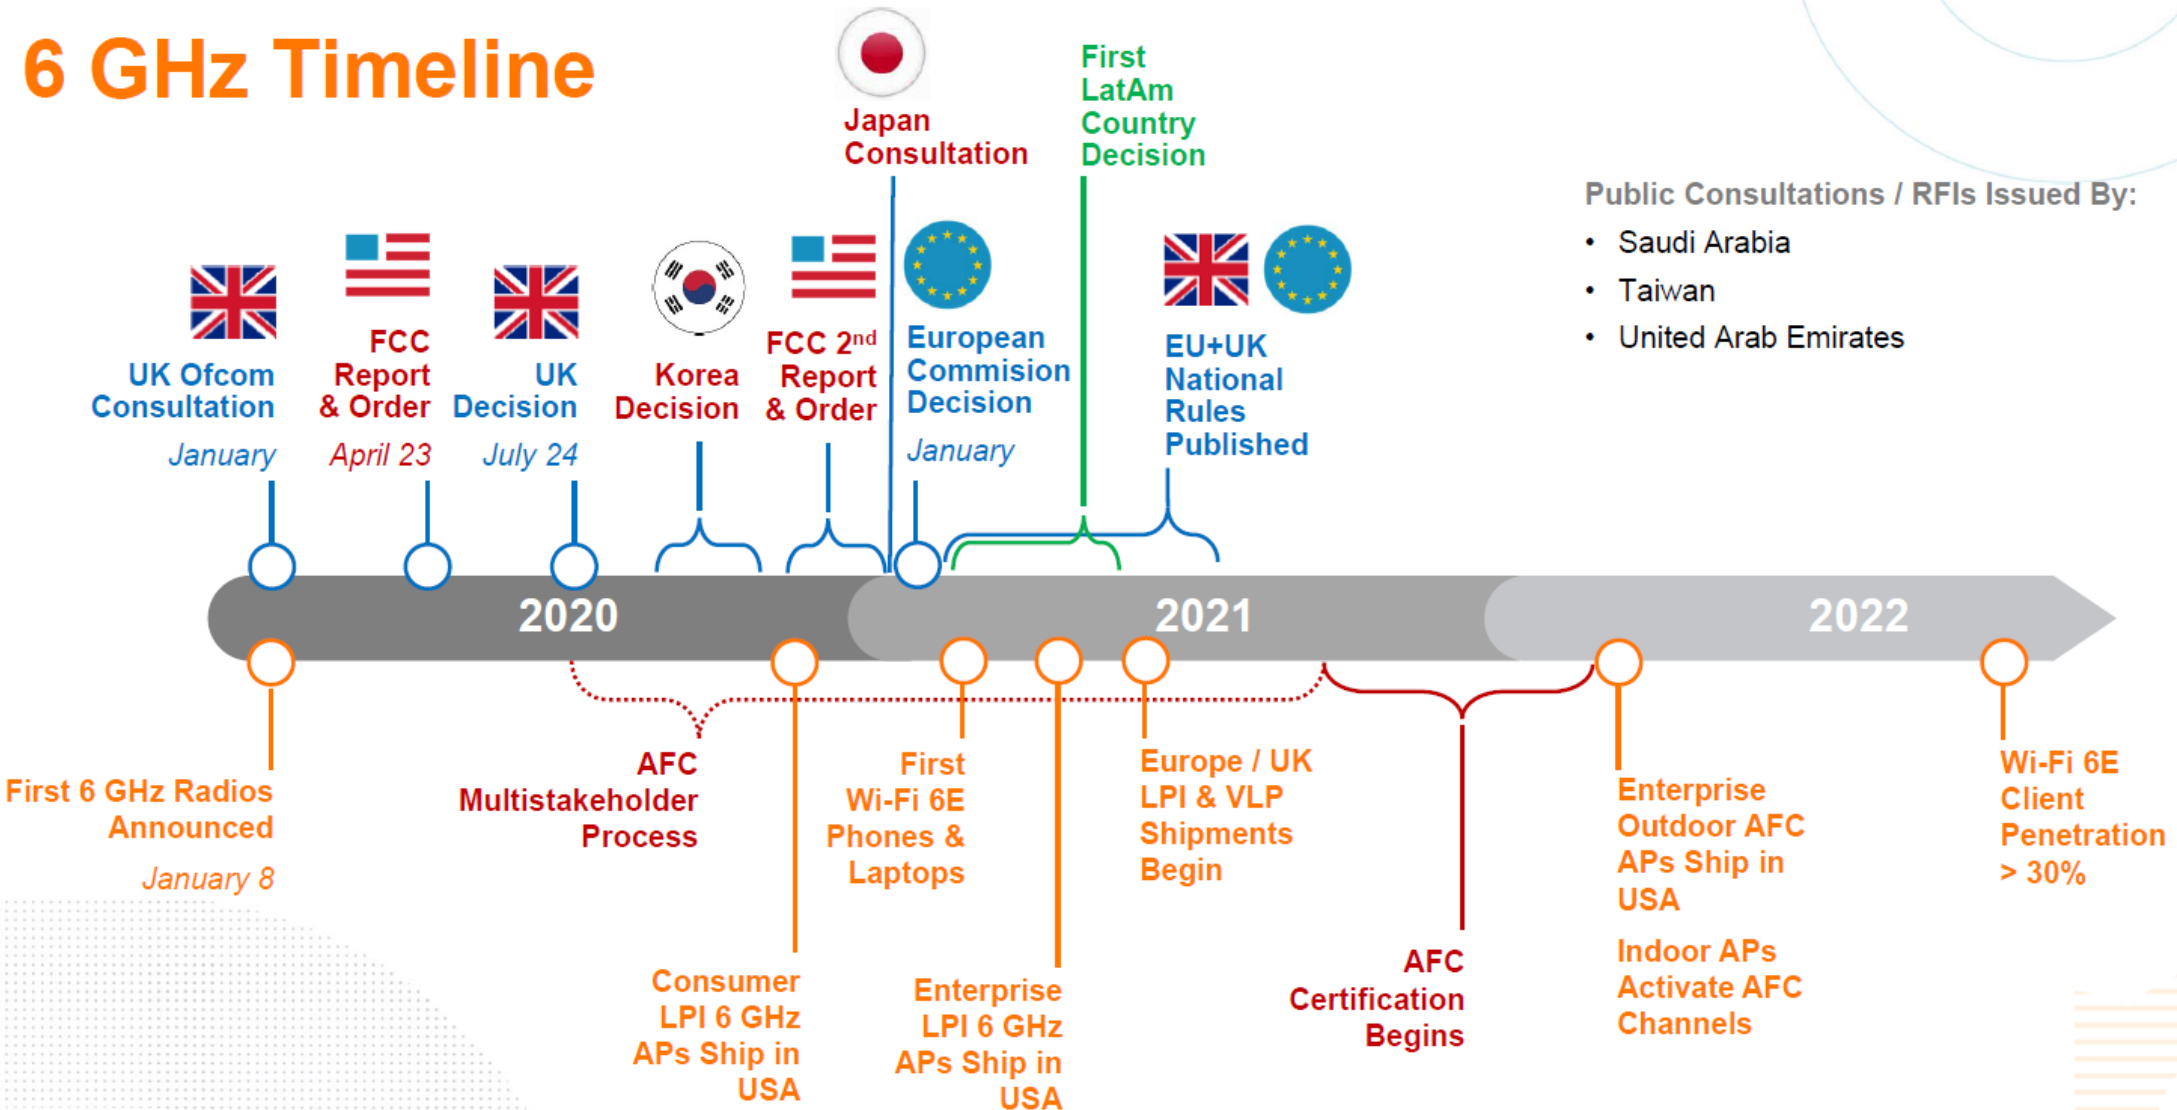 6 GHz Timeline
Japan
Consultation
First
LatAm
Country
Decision
Public Consultations / RFIs Issued By:
• Saudi Arabia
• Taiwan
• United Arab Emirates
UK Ofcom
Consultation
January
FCC
Report
& Order
April 23
UK
Decision
July 24
Korea
Decision
FCC 2nd
Report
& Order
European
Commision
Decision
January
EU+UK
National
Rules
Published
2020
2021
2022
First 6 GHz Radios
Announced
January 8
AFC
Multistakeholder
Process
Consumer
LPI 6 GHz
APs Ship in
USA
First
Wi-Fi 6E
Phones &
Laptops
Enterprise
LPI 6 GHz
APs Ship in
USA
Europe / UK
LPI & VLP
Shipments
Begin
AFC
Certification
Begins
Enterprise
Outdoor AFC
APs Ship in
USA
Indoor APs
Activate AFC
Channels
Wi-Fi 6E
Client
Penetration
> 30%